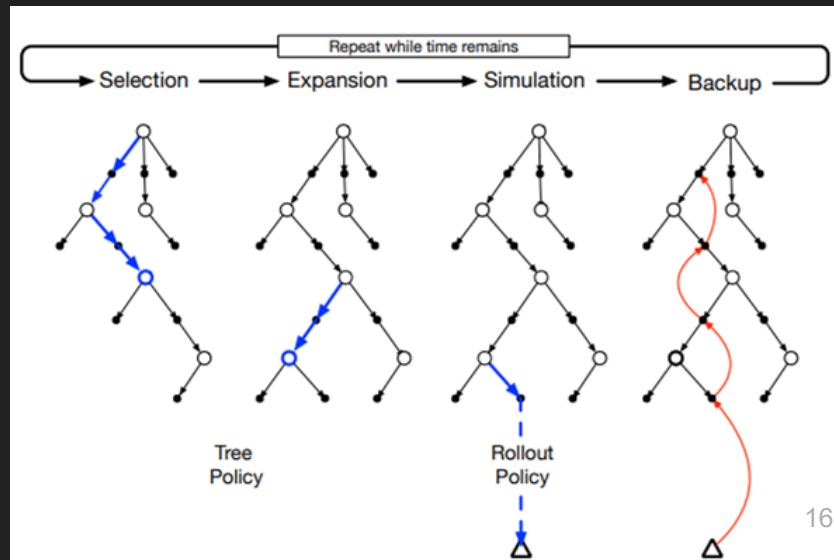 Repeat while time remains
Selection
Expansion
Simulation
Backup
Tree
Policy
Rollout
Policy
16